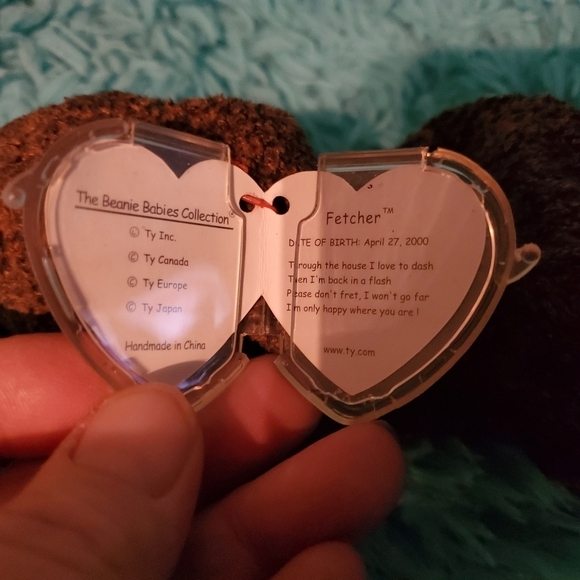 The Beanie Babies Collection®
© Ty Inc.
© Ty Canada
© Ty Europe
© Ty Japan
Handmade in China
Fetcher™
DATE OF BIRTH: April 27, 2000
Through the house I love to dash
Then I'm back in a flash
Please don't fret, I won't go far
I'm only happy where you are !
www.ty.com